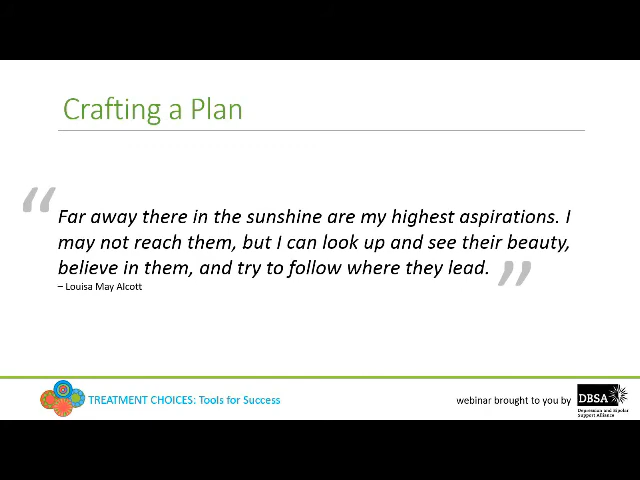 Crafting a Plan
“
Far away there in the sunshine are my highest aspirations. I
may not reach them, but I can look up and see their beauty,
believe in them, and try to follow where they lead.
”
– Louisa May Alcott
TREATMENT CHOICES: Tools for Success
webinar brought to you by
DBSA
Depression and Bipolar
Support Alliance